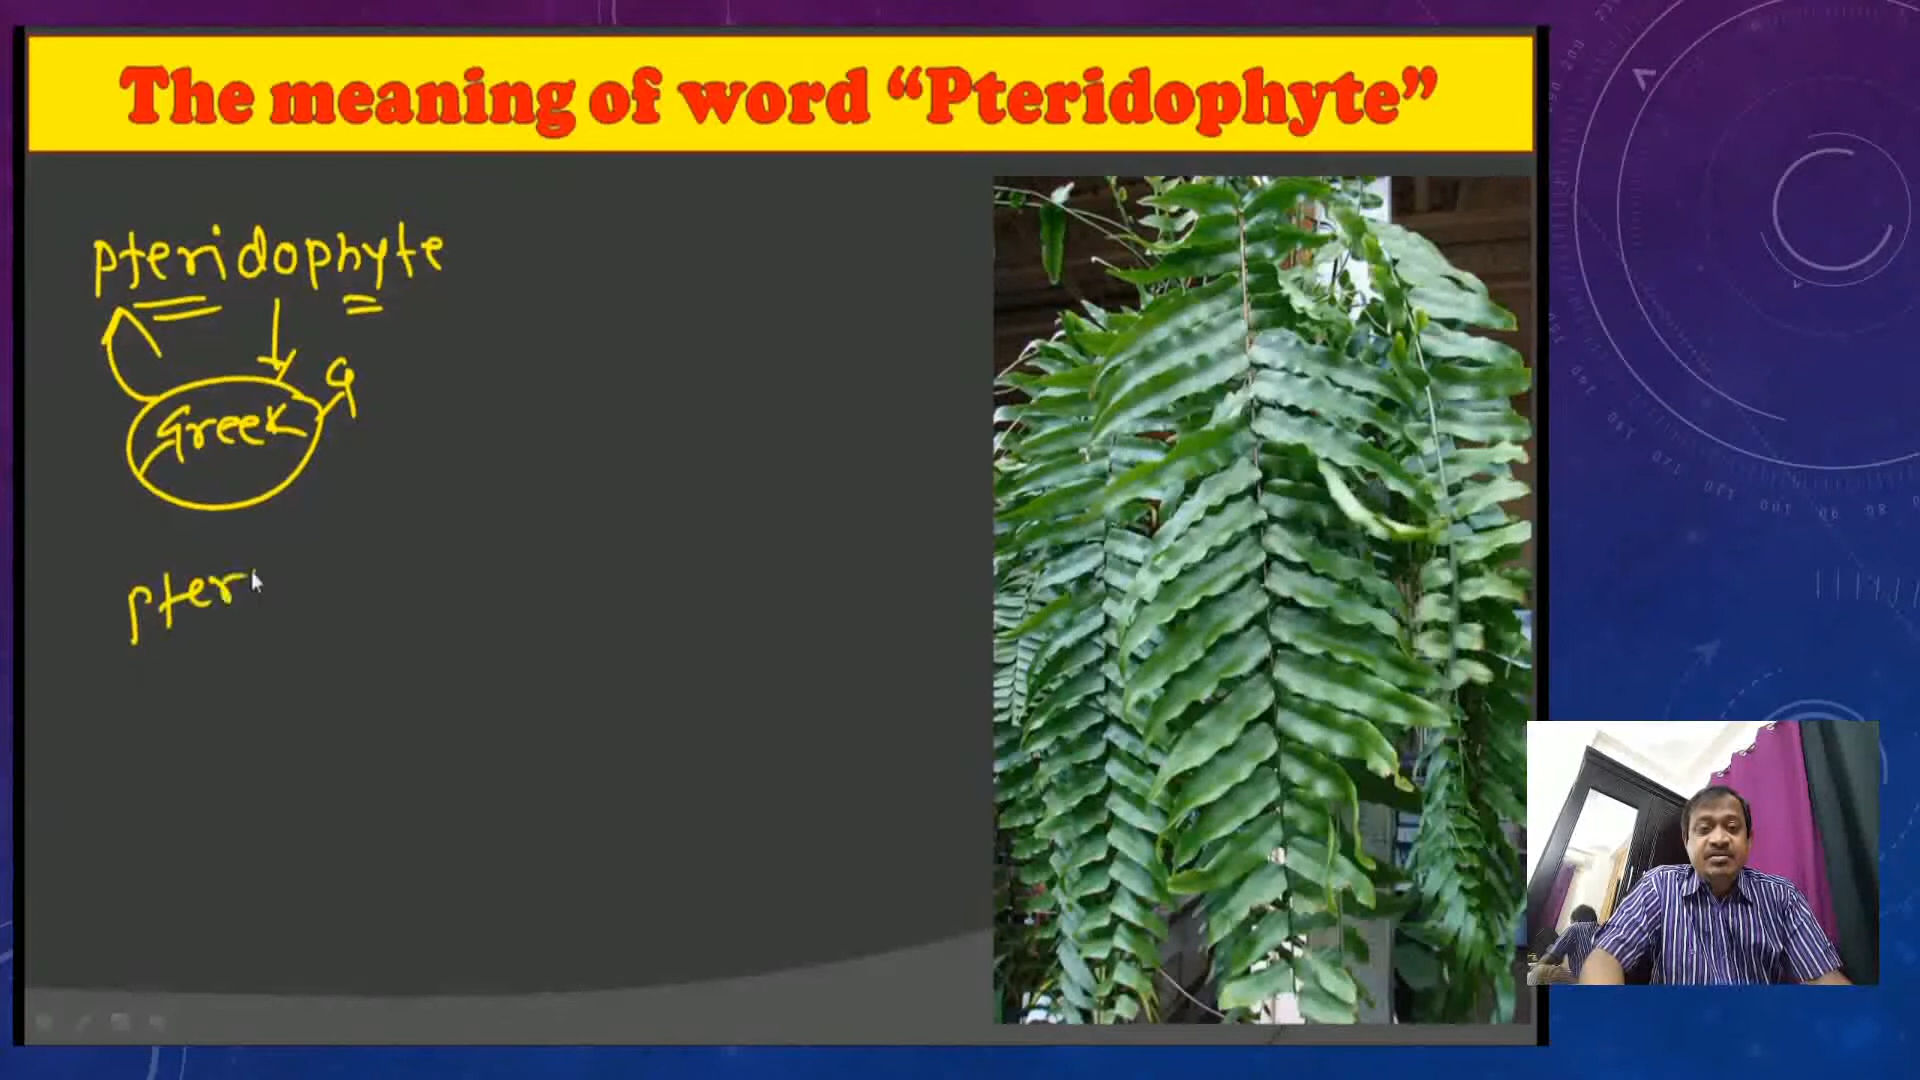 The meaning of word “Pteridophyte”
Pteridophyte
Greek
pter